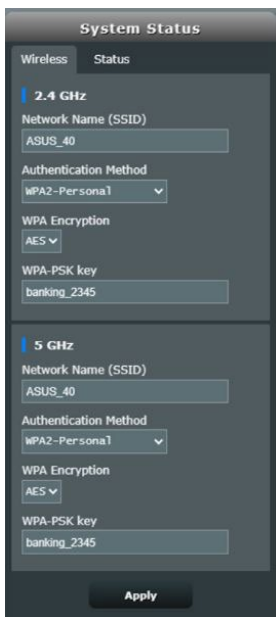 System Status
Wireless Status
2.4 GHz
Network Name (SSID)
ASUS_40
Authentication Method
WPA2-Personal
WPA Encryption
AES
WPA-PSK key
banking_2345
5 GHz
Network Name (SSID)
ASUS_40
Authentication Method
WPA2-Personal
WPA Encryption
AES
WPA-PSK key
banking_2345
Apply